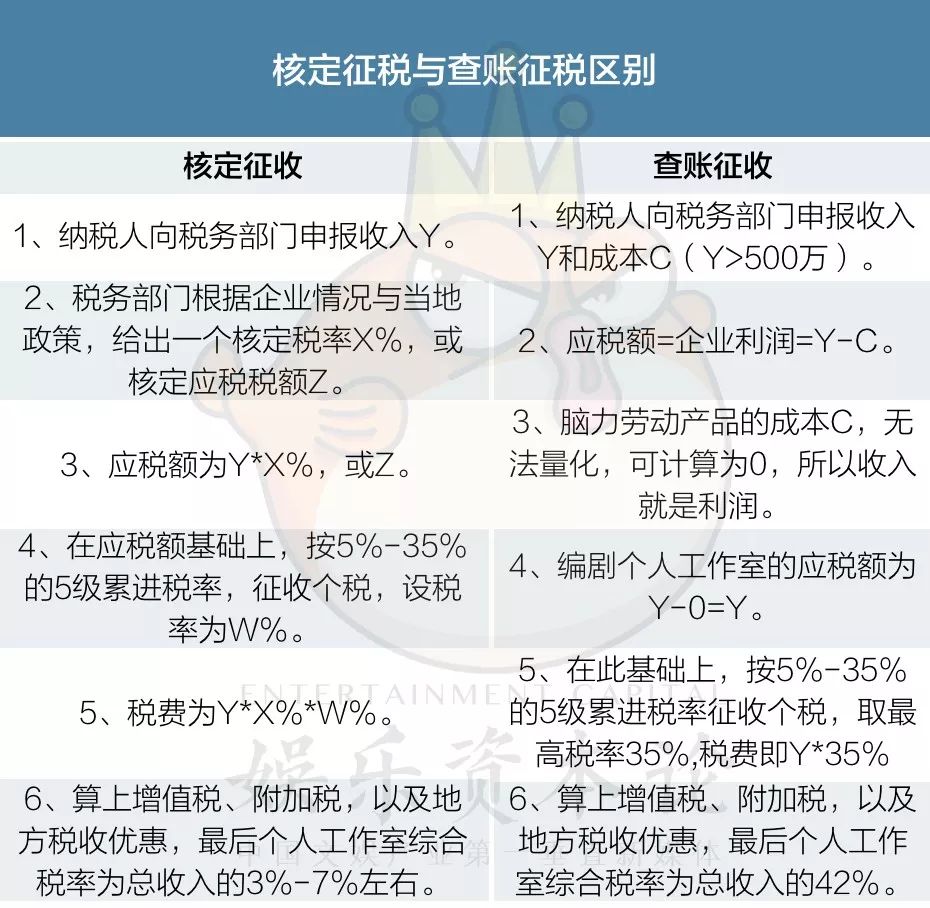 核定征税与查账征税区别
核定征收
查账征收
1、纳税人向税务部门申报收入Y。
1、纳税人向税务部门申报收入
Y和成本C（Y>500万）。
2、税务部门根据企业情况与当地
政策，给出一个核定税率X%，或
核定应税税额Z。
2、应税额=企业利润=Y-C。
3、应税额为Y*X%，或Z。
3、脑力劳动产品的成本C，无
法量化，可计算为0，所以收入
就是利润。
4、在应税额基础上，按5%-35%
的5级累进税率，征收个税，设税
率为W%。
4、编剧个人工作室的应税额为
Y-0=Y。
5、税费为Y*X%*W%。
5、在此基础上，按5%-35%
的5级累进税率征收个税，取最
高税率35%,税费即Y*35%
6、算上增值税、附加税，以及地
方税收优惠，最后个人工作室综合
税率为总收入的3%-7%左右。
6、算上增值税、附加税，以及
地方税收优惠，最后个人工作
室综合税率为总收入的42%。
ENTERTAINMENT CAPITAL
娱乐资本论
中国文娱产业第一垂直新媒体